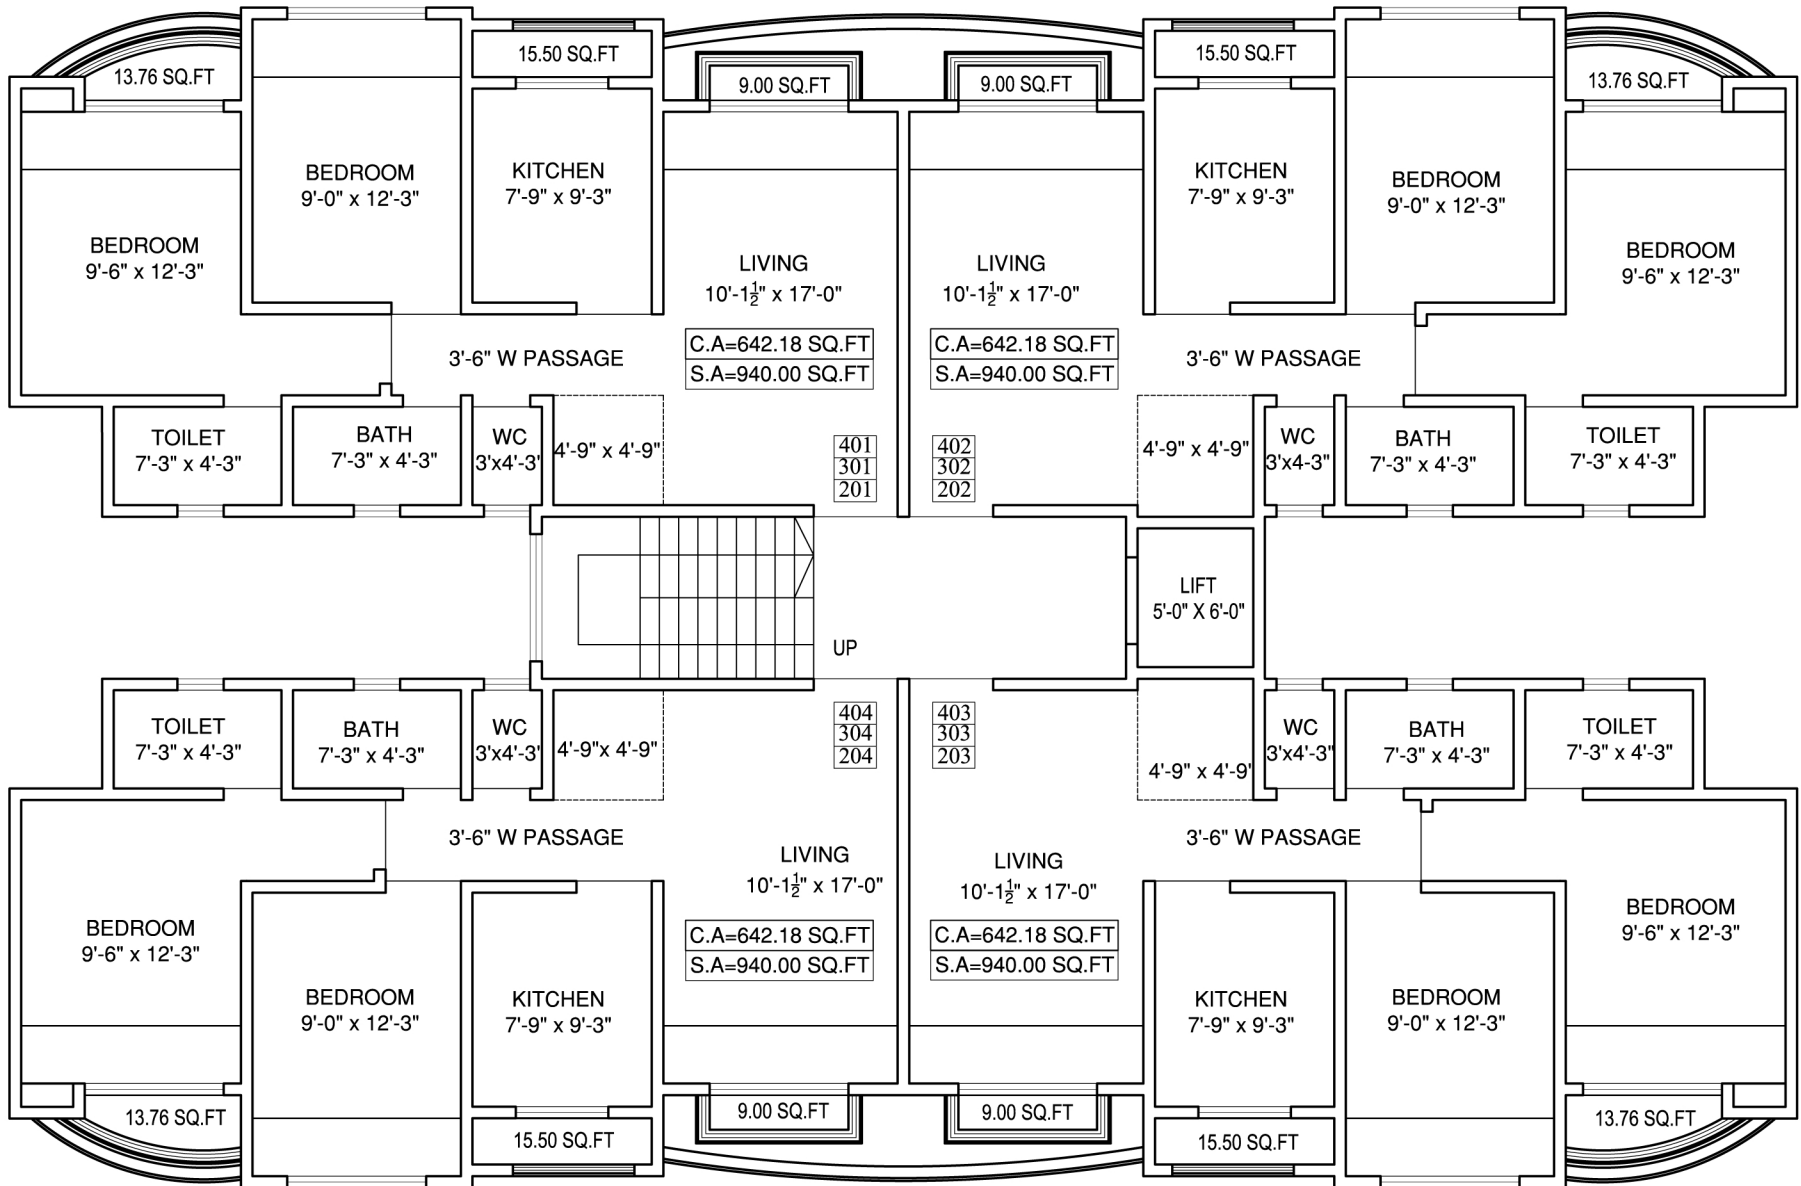 13.76 SQ.FT
15.50 SQ.FT
9.00 SQ.FT
9.00 SQ.FT
15.50 SQ.FT
13.76 SQ.FT
BEDROOM
9'-6" x 12'-3"
BEDROOM
9'-0" x 12'-3"
KITCHEN
7'-9" x 9'-3"
LIVING
10'-1½" x 17'-0"
C.A=642.18 SQ.FT
S.A=940.00 SQ.FT
LIVING
10'-1½" x 17'-0"
C.A=642.18 SQ.FT
S.A=940.00 SQ.FT
KITCHEN
7'-9" x 9'-3"
BEDROOM
9'-0" x 12'-3"
BEDROOM
9'-6" x 12'-3"
3'-6" W PASSAGE
3'-6" W PASSAGE
TOILET
7'-3" x 4'-3"
BATH
7'-3" x 4'-3"
WC
3'x4'-3'
4'-9" x 4'-9"
401
301
201
402
302
202
4'-9" x 4'-9"
WC
3'x4-3"
BATH
7'-3" x 4'-3"
TOILET
7'-3" x 4'-3"
UP
LIFT
5'-0" X 6'-0"
TOILET
7'-3" x 4'-3"
BATH
7'-3" x 4'-3"
WC
3'x4'-3'
4'-9"x 4'-9"
404
304
204
403
303
203
4'-9" x 4'-9'
WC
3'x4'-3"
BATH
7'-3" x 4'-3"
TOILET
7'-3" x 4'-3"
3'-6" W PASSAGE
3'-6" W PASSAGE
BEDROOM
9'-6" x 12'-3"
BEDROOM
9'-0" x 12'-3"
KITCHEN
7'-9" x 9'-3"
LIVING
10'-1½" x 17'-0"
C.A=642.18 SQ.FT
S.A=940.00 SQ.FT
LIVING
10'-1½" x 17'-0"
C.A=642.18 SQ.FT
S.A=940.00 SQ.FT
KITCHEN
7'-9" x 9'-3"
BEDROOM
9'-0" x 12'-3"
BEDROOM
9'-6" x 12'-3"
13.76 SQ.FT
15.50 SQ.FT
9.00 SQ.FT
9.00 SQ.FT
15.50 SQ.FT
13.76 SQ.FT